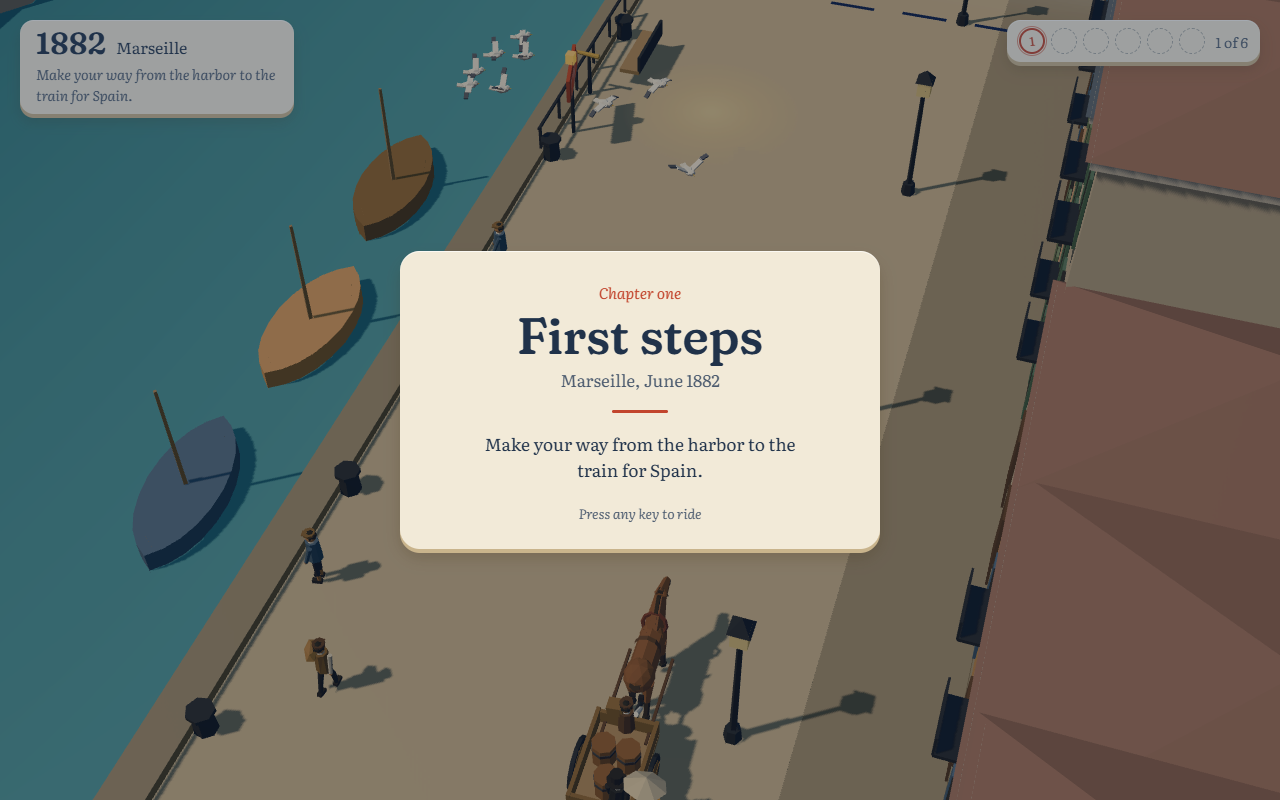 1882 Marseille
Make your way from the harbor to the
train for Spain.
1 1 of 6
Chapter one
First steps
Marseille, June 1882
Make your way from the harbor to the
train for Spain.
Press any key to ride